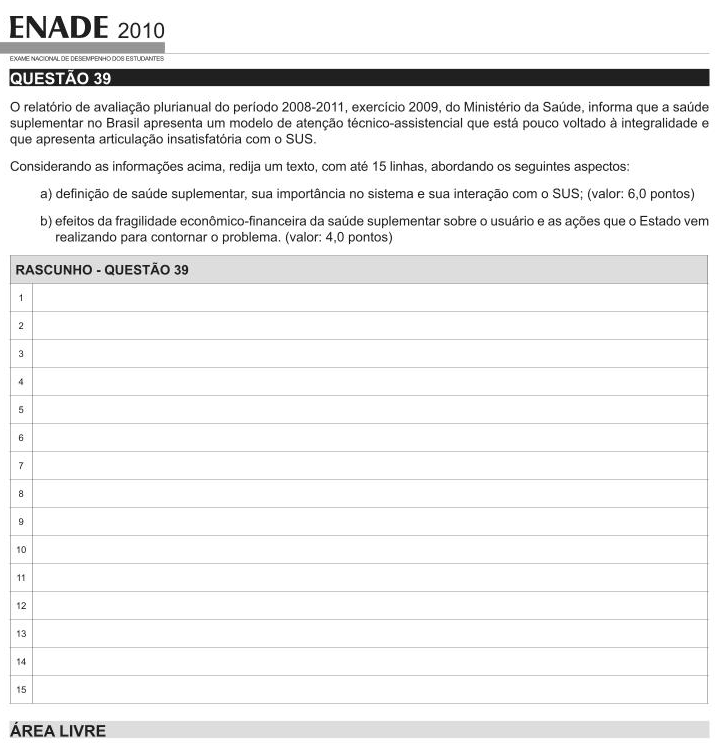 ENADE 2010
EXAME NACIONAL DE DESEMPENHO DOS ESTUDANTES
QUESTÃO 39
O relatório de avaliação plurianual do período 2008-2011, exercício 2009, do Ministério da Saúde, informa que a saúde
suplementar no Brasil apresenta um modelo de atenção técnico-assistencial que está pouco voltado à integralidade e
que apresenta articulação insatisfatória com o SUS.
Considerando as informações acima, redija um texto, com até 15 linhas, abordando os seguintes aspectos:
a) definição de saúde suplementar, sua importância no sistema e sua interação com o SUS; (valor: 6,0 pontos)
b) efeitos da fragilidade econômico-financeira da saúde suplementar sobre o usuário e as ações que o Estado vem
realizando para contornar o problema. (valor: 4,0 pontos)
RASCUNHO - QUESTÃO 39
1
2
3
4
5
6
7
8
9
10
11
12
13
14
15
ÁREA LIVRE